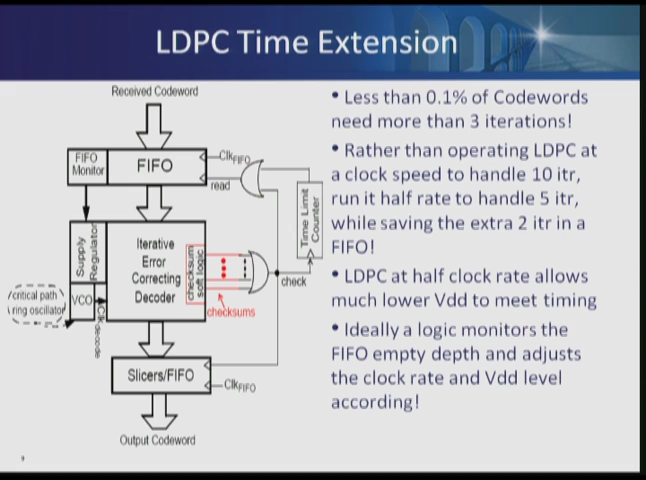 LDPC Time Extension
Received Codeword
FIFO
Monitor
FIFO
ClkFIFO
read
Time Limit
Counter
Supply
Regulator
Iterative
Error
Correcting
Decoder
checksum
soft logic
check
checksums
critical path
ring oscillator
VCO
Clkdecode
Slicers/FIFO
ClkFIFO
Output Codeword
• Less than 0.1% of Codewords
need more than 3 iterations!
• Rather than operating LDPC at
a clock speed to handle 10 itr,
run it half rate to handle 5 itr,
while saving the extra 2 itr in a
FIFO!
• LDPC at half clock rate allows
much lower Vdd to meet timing
• Ideally a logic monitors the
FIFO empty depth and adjusts
the clock rate and Vdd level
according!